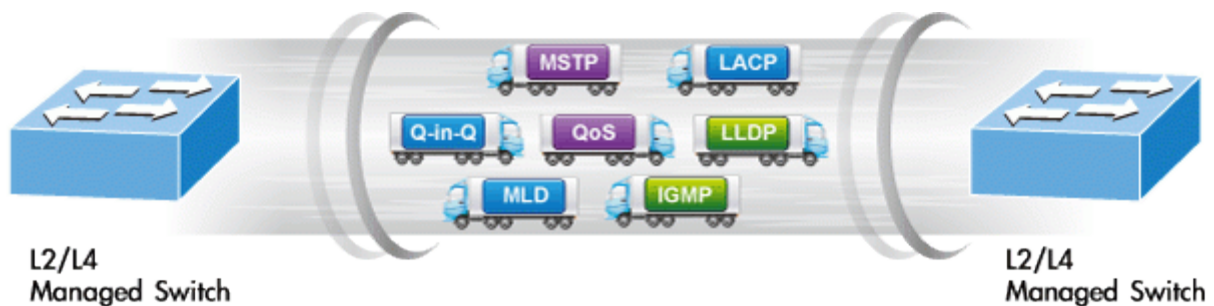 MSTP
LACP
Q-in-Q
QoS
LLDP
MLD
IGMP
L2/L4
Managed Switch
L2/L4
Managed Switch